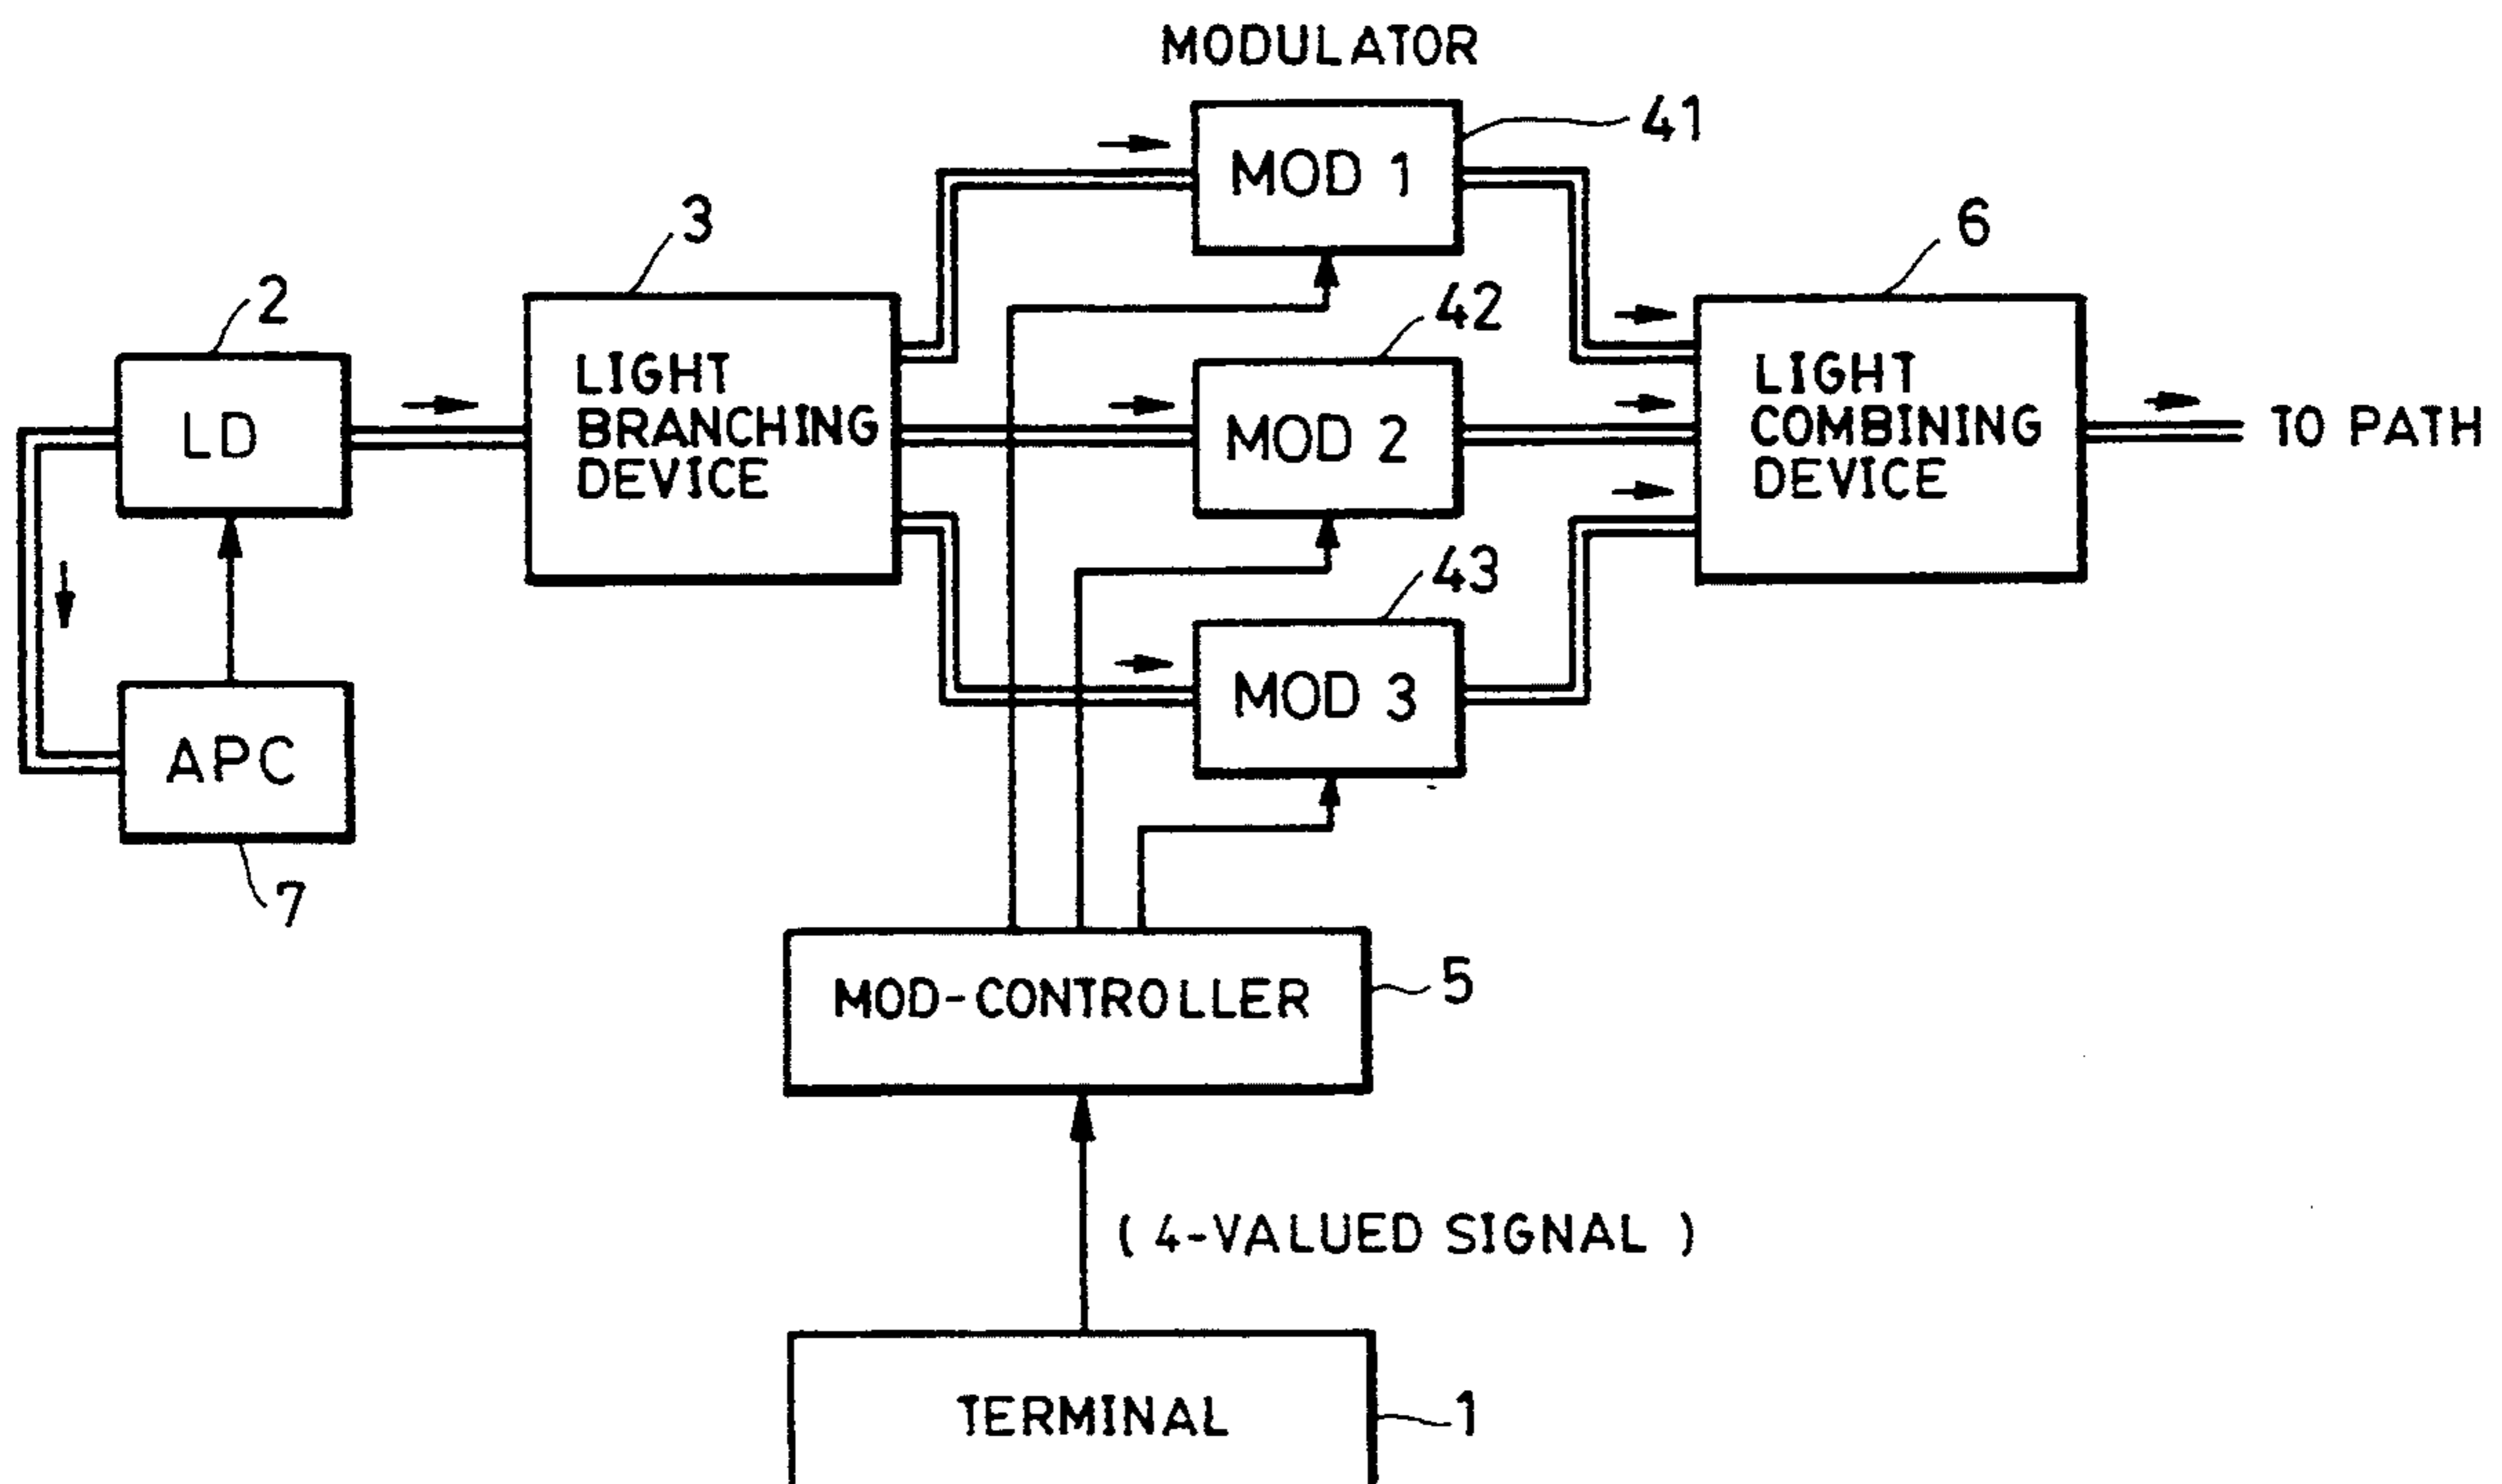 MODULATOR
41
MOD 1
3
6
2
42
LIGHT
BRANCHING
DEVICE
LD
MOD 2
LIGHT
COMBINING
DEVICE
TO PATH
43
MOD 3
APC
7
MOD-CONTROLLER
5
( 4-VALUED SIGNAL )
TERMINAL
1